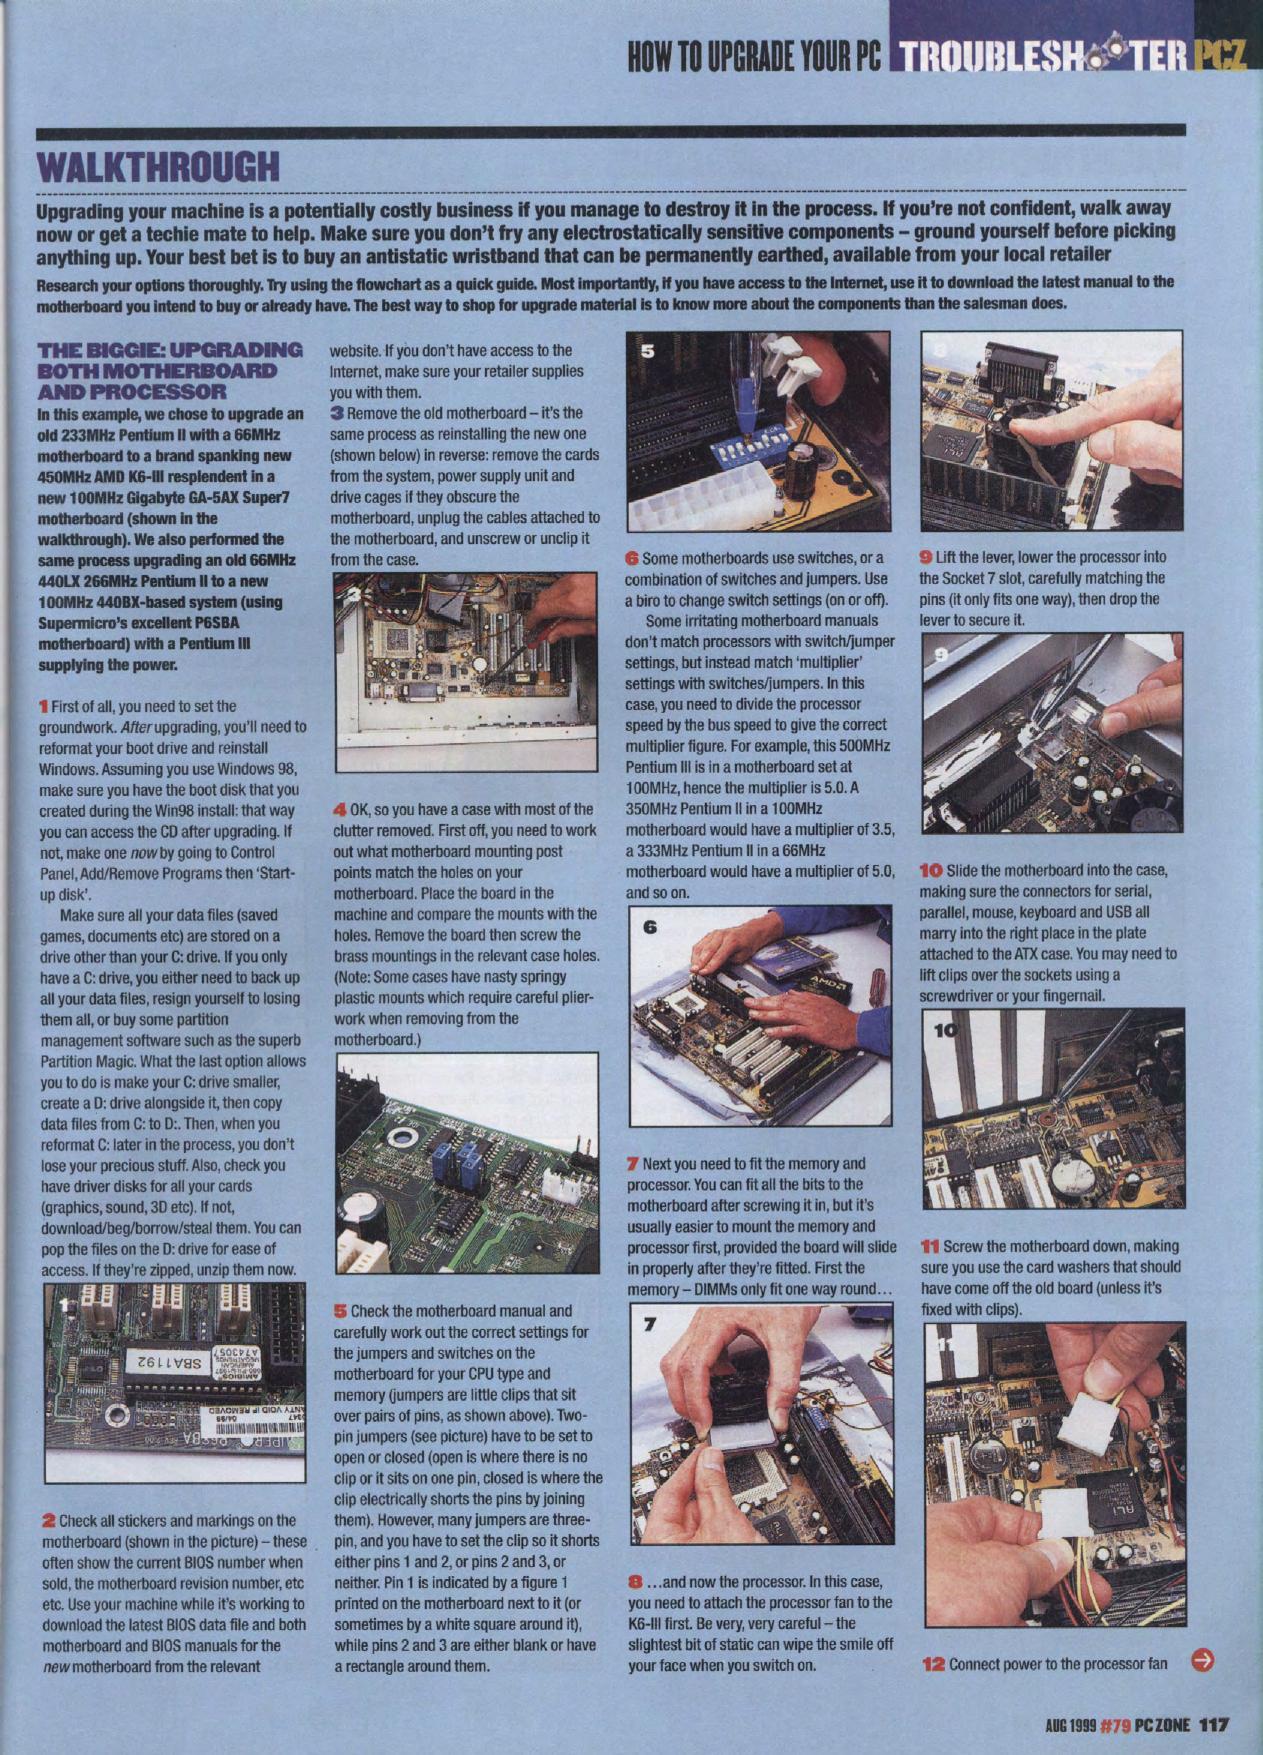 HOW TO UPGRADE YOUR PC TROUBLESHOOTER PCZ
WALKTHROUGH
Upgrading your machine is a potentially costly business if you manage to destroy it in the process. If you're not confident, walk away
now or get a techie mate to help. Make sure you don't fry any electrostatically sensitive components – ground yourself before picking
anything up. Your best bet is to buy an antistatic wristband that can be permanently earthed, available from your local retailer
Research your options thoroughly. Try using the flowchart as a quick guide. Most importantly, if you have access to the Internet, use it to download the latest manual to the
motherboard you intend to buy or already have. The best way to shop for upgrade material is to know more about the components than the salesman does.
THE BIGGIE: UPGRADING
BOTH MOTHERBOARD
AND PROCESSOR
In this example, we chose to upgrade an
old 233MHz Pentium II with a 66MHz
motherboard to a brand spanking new
450MHz AMD K6-III resplendent in a
new 100MHz Gigabyte GA-5AX Super7
motherboard (shown in the
walkthrough). We also performed the
same process upgrading an old 66MHz
440LX 266MHz Pentium II to a new
100MHz 440BX-based system (using
Supermicro's excellent P6SBA
motherboard) with a Pentium III
supplying the power.
1 First of all, you need to set the
groundwork. After upgrading, you'll need to
reformat your boot drive and reinstall
Windows. Assuming you use Windows 98,
make sure you have the boot disk that you
created during the Win98 install: that way
you can access the CD after upgrading. If
not, make one now by going to Control
Panel, Add/Remove Programs then 'Start-
up disk'.
Make sure all your data files (saved
games, documents etc) are stored on a
drive other than your C: drive. If you only
have a C: drive, you either need to back up
all your data files, resign yourself to losing
them all, or buy some partition
management software such as the superb
Partition Magic. What the last option allows
you to do is make your C: drive smaller,
create a D: drive alongside it, then copy
data files from C: to D:. Then, when you
reformat C: later in the process, you don't
lose your precious stuff. Also, check you
have driver disks for all your cards
(graphics, sound, 3D etc). If not,
download/beg/borrow/steal them. You can
pop the files on the D: drive for ease of
access. If they're zipped, unzip them now.
1
SBA1192
AMIBIOS
2 Check all stickers and markings on the
motherboard (shown in the picture) – these
often show the current BIOS number when
sold, the motherboard revision number, etc
etc. Use your machine while it's working to
download the latest BIOS data file and both
motherboard and BIOS manuals for the
new motherboard from the relevant
website. If you don't have access to the
Internet, make sure your retailer supplies
you with them.
3 Remove the old motherboard – it's the
same process as reinstalling the new one
(shown below) in reverse: remove the cards
from the system, power supply unit and
drive cages if they obscure the
motherboard, unplug the cables attached to
the motherboard, and unscrew or unclip it
from the case.
3
4 OK, so you have a case with most of the
clutter removed. First off, you need to work
out what motherboard mounting post
points match the holes on your
motherboard. Place the board in the
machine and compare the mounts with the
holes. Remove the board then screw the
brass mountings in the relevant case holes.
(Note: Some cases have nasty springy
plastic mounts which require careful plier-
work when removing from the
motherboard.)
5 Check the motherboard manual and
carefully work out the correct settings for
the jumpers and switches on the
motherboard for your CPU type and
memory (jumpers are little clips that sit
over pairs of pins, as shown above). Two-
pin jumpers (see picture) have to be set to
open or closed (open is where there is no
clip or it sits on one pin, closed is where the
clip electrically shorts the pins by joining
them). However, many jumpers are three-
pin, and you have to set the clip so it shorts
either pins 1 and 2, or pins 2 and 3, or
neither. Pin 1 is indicated by a figure 1
printed on the motherboard next to it (or
sometimes by a white square around it),
while pins 2 and 3 are either blank or have
a rectangle around them.
5
6 Some motherboards use switches, or a
combination of switches and jumpers. Use
a biro to change switch settings (on or off).
Some irritating motherboard manuals
don't match processors with switch/jumper
settings, but instead match 'multiplier'
settings with switches/jumpers. In this
case, you need to divide the processor
speed by the bus speed to give the correct
multiplier figure. For example, this 500MHz
Pentium III is in a motherboard set at
100MHz, hence the multiplier is 5.0. A
350MHz Pentium II in a 100MHz
motherboard would have a multiplier of 3.5,
a 333MHz Pentium II in a 66MHz
motherboard would have a multiplier of 5.0,
and so on.
6
AMD
7 Next you need to fit the memory and
processor. You can fit all the bits to the
motherboard after screwing it in, but it's
usually easier to mount the memory and
processor first, provided the board will slide
in properly after they're fitted. First the
memory – DIMMs only fit one way round...
7
8 ...and now the processor. In this case,
you need to attach the processor fan to the
K6-III first. Be very, very careful – the
slightest bit of static can wipe the smile off
your face when you switch on.
8
9 Lift the lever, lower the processor into
the Socket 7 slot, carefully matching the
pins (it only fits one way), then drop the
lever to secure it.
9
10 Slide the motherboard into the case,
making sure the connectors for serial,
parallel, mouse, keyboard and USB all
marry into the right place in the plate
attached to the ATX case. You may need to
lift clips over the sockets using a
screwdriver or your fingernail.
10
11 Screw the motherboard down, making
sure you use the card washers that should
have come off the old board (unless it's
fixed with clips).
ALI
12 Connect power to the processor fan
AUG 1999 #79 PC ZONE 117